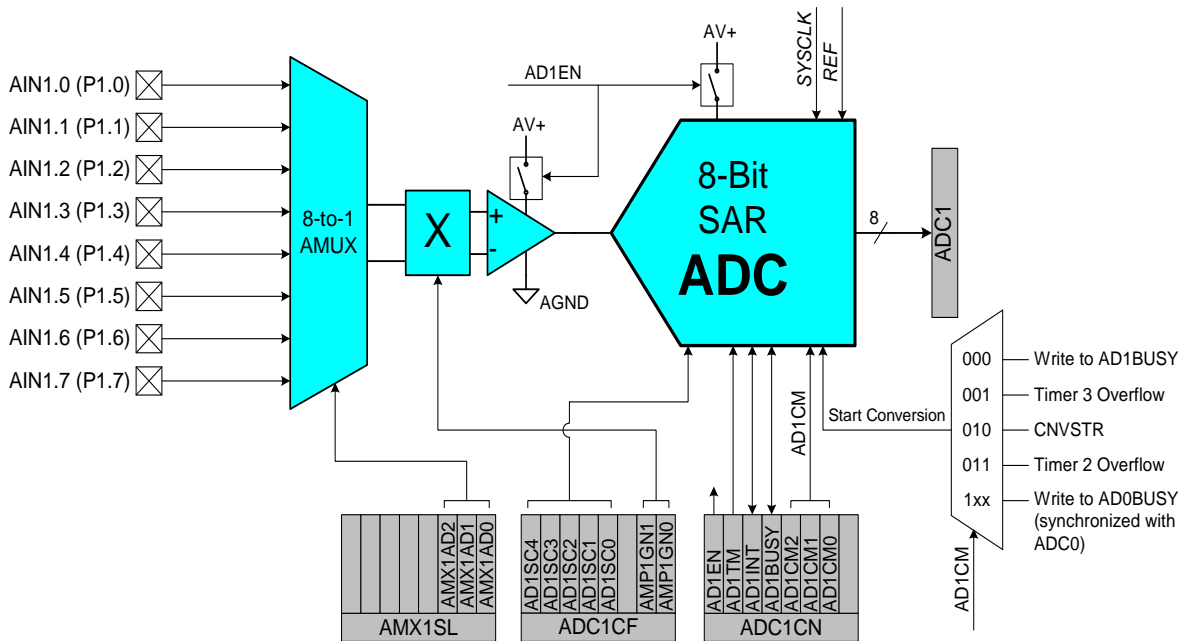 AV+
SYSCLK
REF
AD1EN
AIN1.0 (P1.0)
AIN1.1 (P1.1)
AIN1.2 (P1.2)
AIN1.3 (P1.3)
AIN1.4 (P1.4)
AIN1.5 (P1.5)
AIN1.6 (P1.6)
AIN1.7 (P1.7)
8-to-1
AMUX
X
AV+
+
-
AGND
8-Bit
SAR
ADC
8
ADC1
Start Conversion
000
Write to AD1BUSY
001
Timer 3 Overflow
010
CNVSTR
011
Timer 2 Overflow
1xx
Write to AD0BUSY
(synchronized with
ADC0)
AD1CM
AD1CM
AMX1AD2
AMX1AD1
AMX1AD0
AMX1SL
AD1SC4
AD1SC3
AD1SC2
AD1SC1
AD1SC0
AMP1GN1
AMP1GN0
ADC1CF
AD1EN
AD1TM
AD1INT
AD1BUSY
AD1CM2
AD1CM1
AD1CM0
ADC1CN